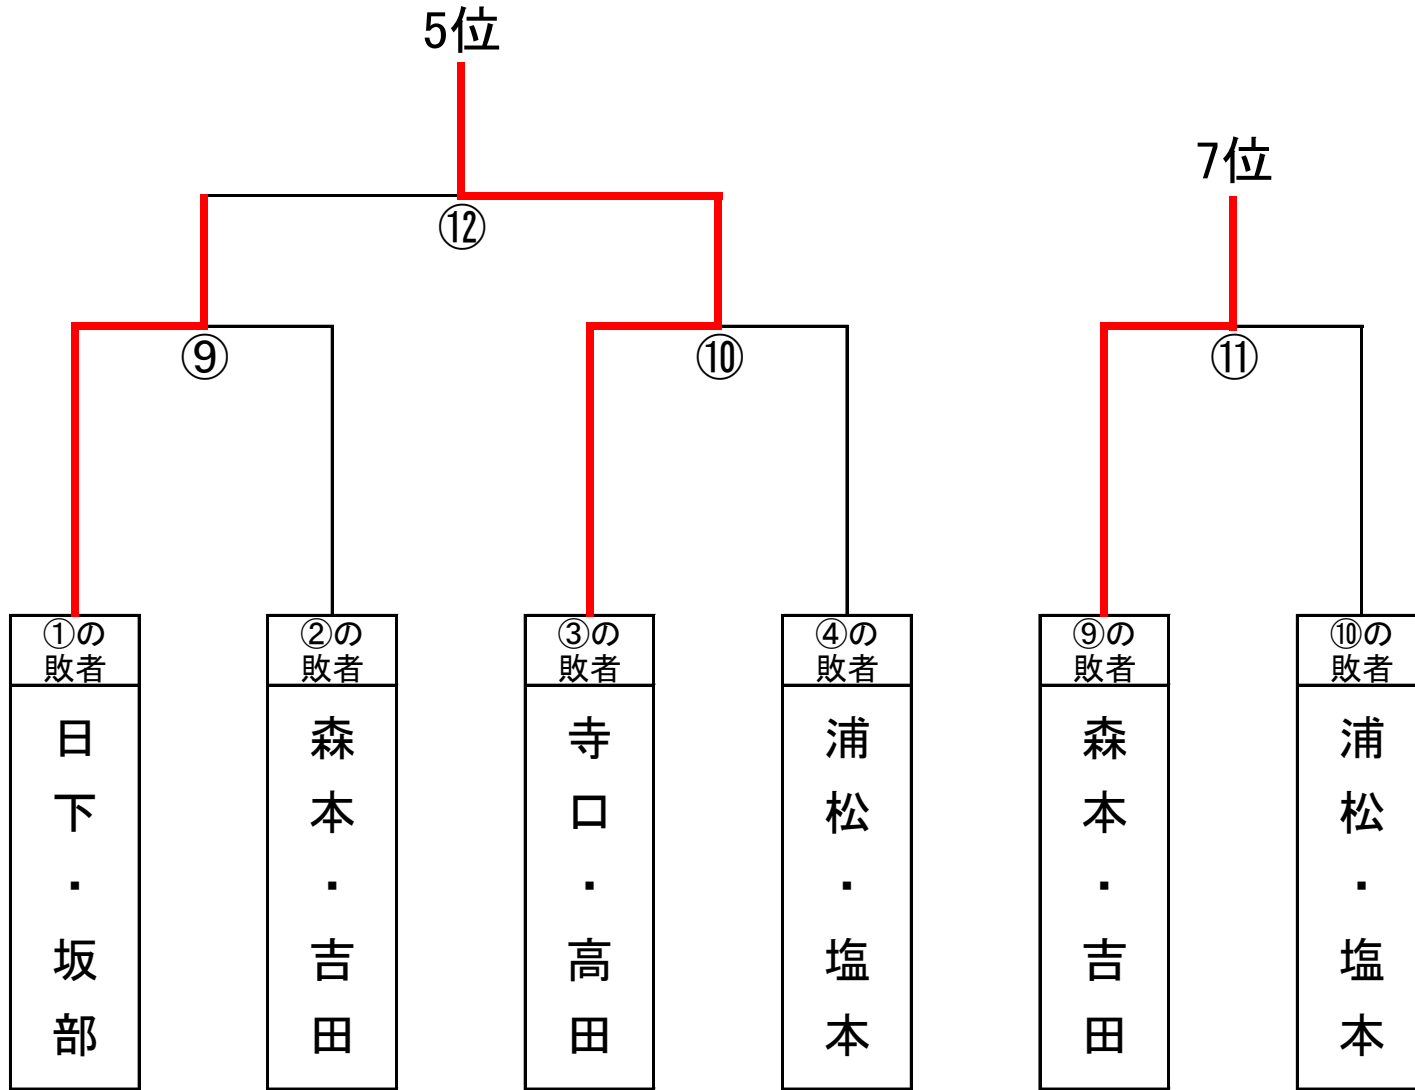 5位
7位
⑫
⑨
⑩
⑪
①の
敗者
②の
敗者
③の
敗者
④の
敗者
⑨の
敗者
⑩の
敗者
日下・坂部
森本・吉田
寺口・高田
浦松・塩本
森本・吉田
浦松・塩本